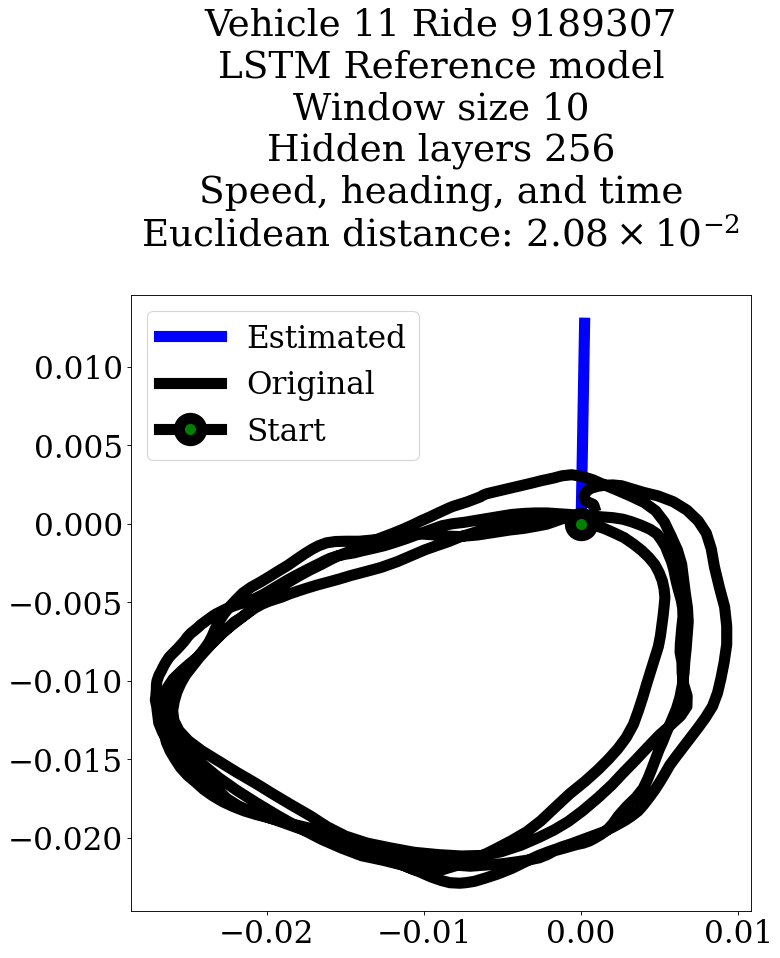 Vehicle 11 Ride 9189307
LSTM Reference model
Window size 10
Hidden layers 256
Speed, heading, and time
Euclidean distance: 2.08 × 10⁻²
Estimated
Original
Start
0.010
0.005
0.000
−0.005
−0.010
−0.015
−0.020
−0.02 −0.01 0.00 0.01